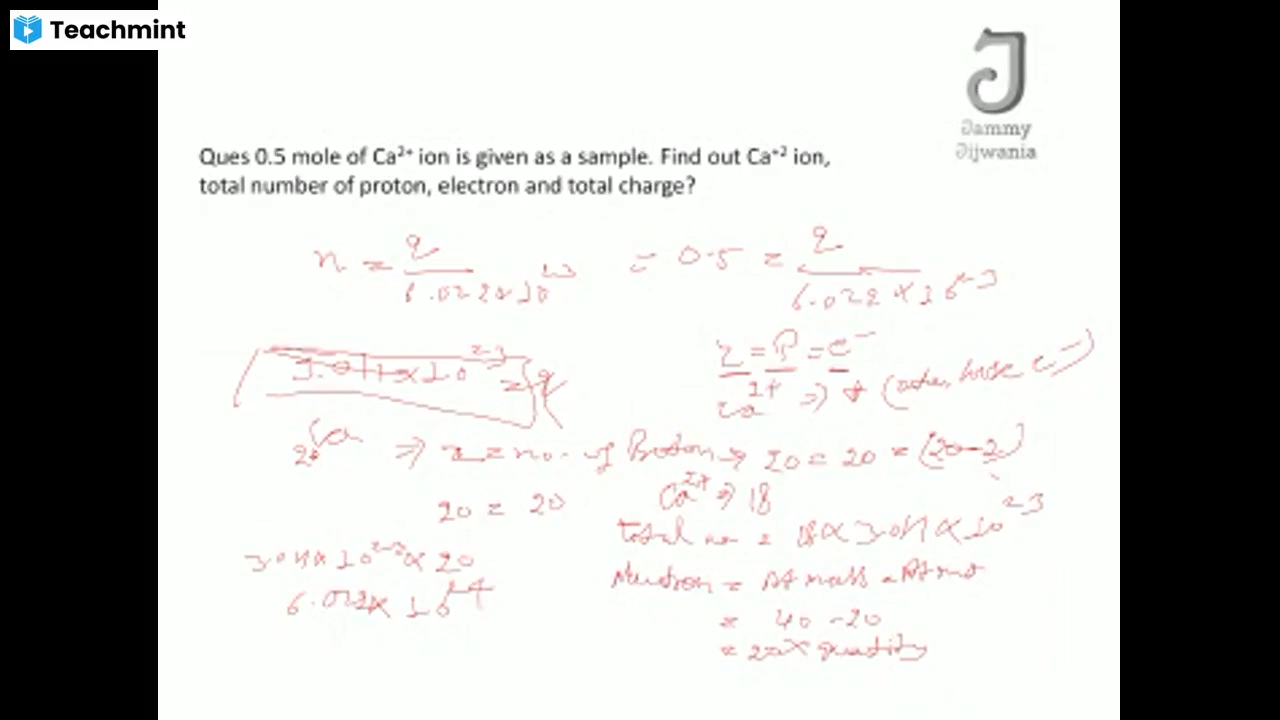 Teachmint
Jammy
Jijwania
Ques 0.5 mole of Ca²⁺ ion is given as a sample. Find out Ca⁺² ion,
total number of proton, electron and total charge?
n = q / 6.022 × 10²³ = 0.5 = q / 6.022 × 10²³
3.011 × 10²³ = q
Z = P = e⁻
Ca²⁺ ⇒ + (e⁻)
₂₀Ca ⇒ Z = no. of Proton → 20 = 20 = (20-2)
20 = 20
Ca²⁺ ⇒ 18
Total no = 18 × 3.011 × 10²³
3.011 × 10²³ × 20
6.022 × 10²⁴
Neutron = At mass - At no
= 40 - 20
= 20 × quantity